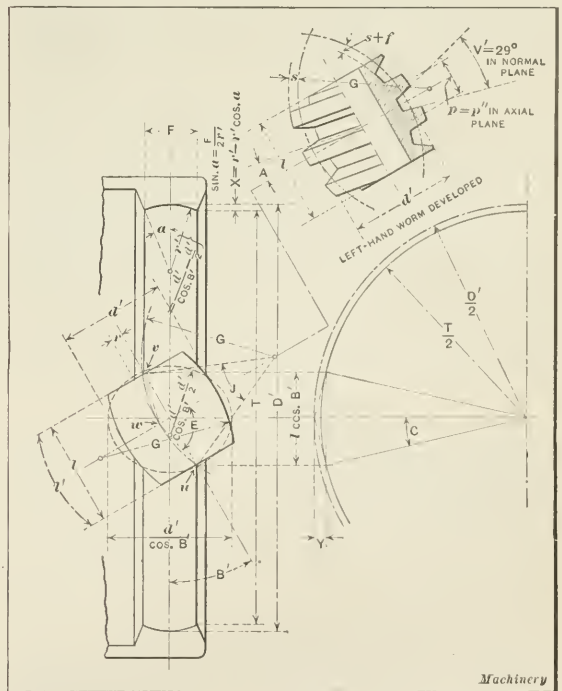 s+f
V'=29°
IN NORMAL
PLANE
s
G
p=p" IN AXIAL
PLANE
F
SIN. a = F/2r'
X=r'-r' COS. a
l
A
d'
LEFT-HAND WORM DEVELOPED
a
d'
r
v
G
D'/2
T/2
J
T
D'
l COS. B
w
E
G
C
l
l'
u
d'/COS. B'
B'
Y
Machinery